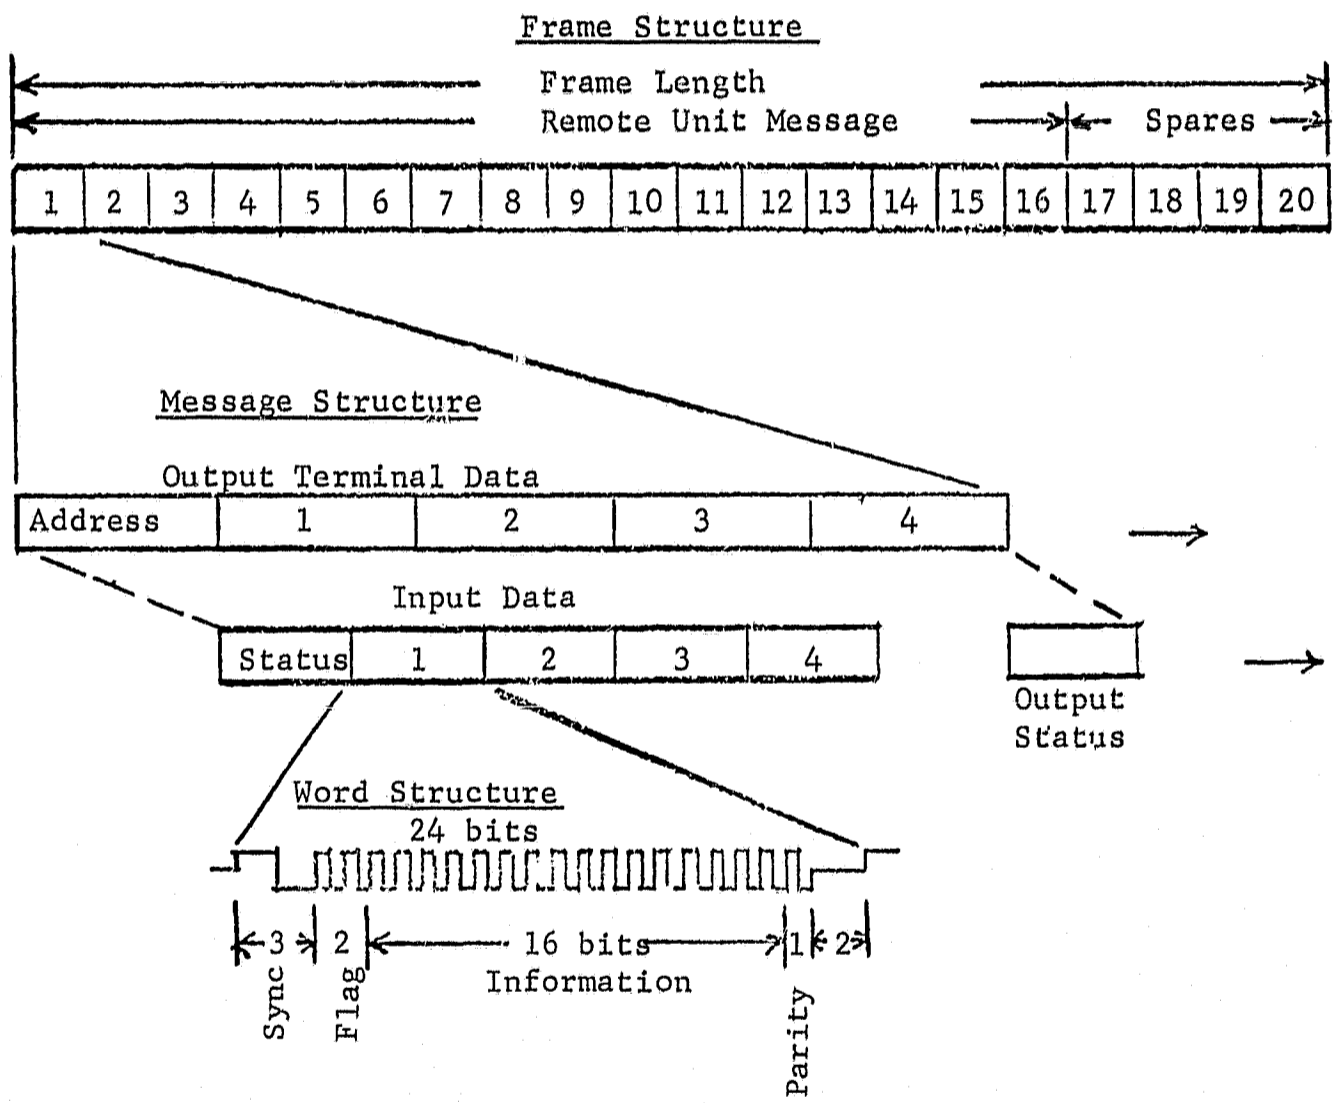 Frame Structure
Frame Length
Remote Unit Message Spares
1 2 3 4 5 6 7 8 9 10 11 12 13 14 15 16 17 18 19 20
Message Structure
Output Terminal Data
Address 1 2 3 4
Input Data
Status 1 2 3 4
Output
Status
Word Structure
24 bits
3 2 16 bits 1 2
Information
Sync
Flag
Parity